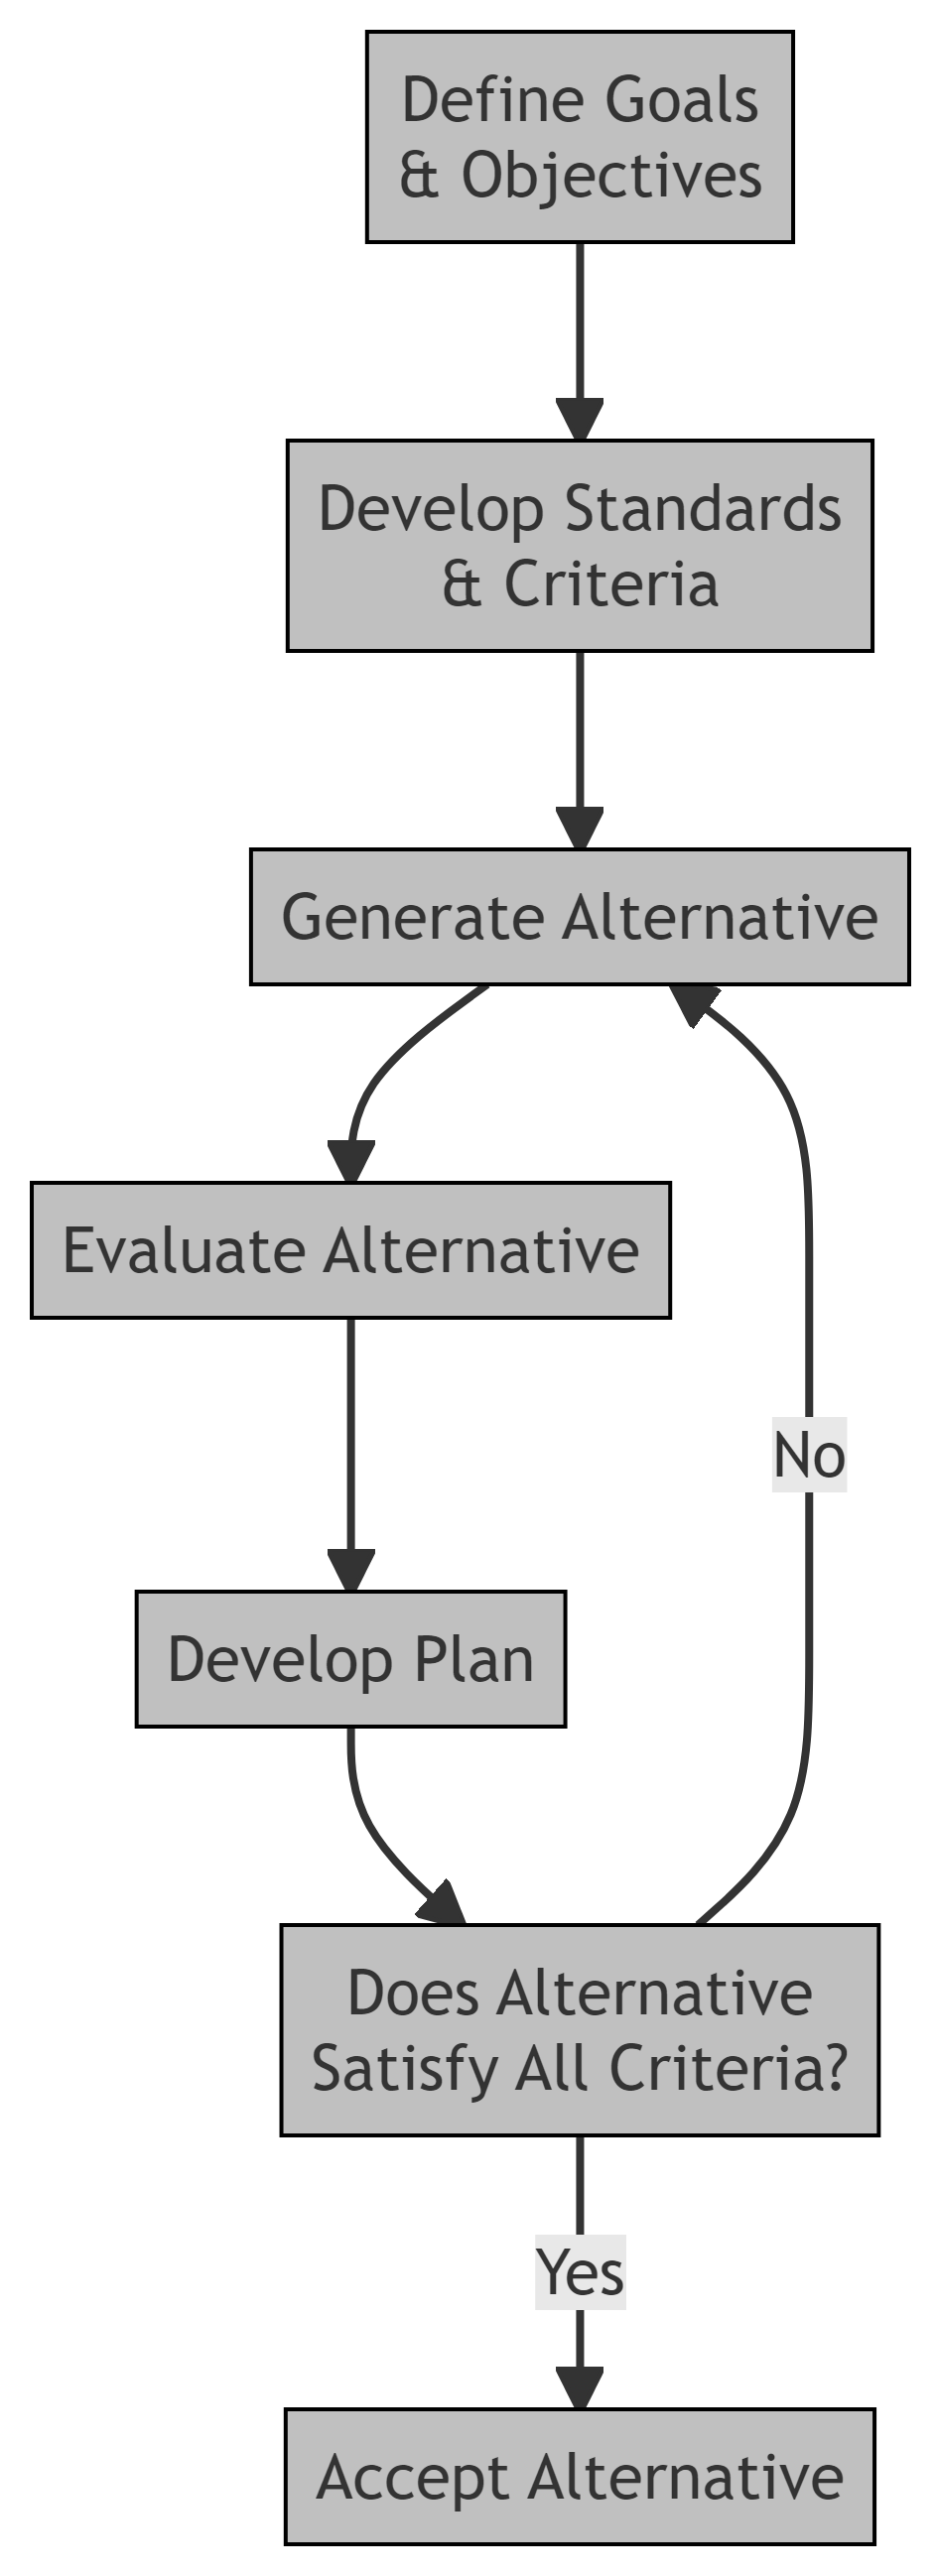 Define Goals
& Objectives
Develop Standards
& Criteria
Generate Alternative
Evaluate Alternative
No
Develop Plan
Does Alternative
Satisfy All Criteria?
Yes
Accept Alternative